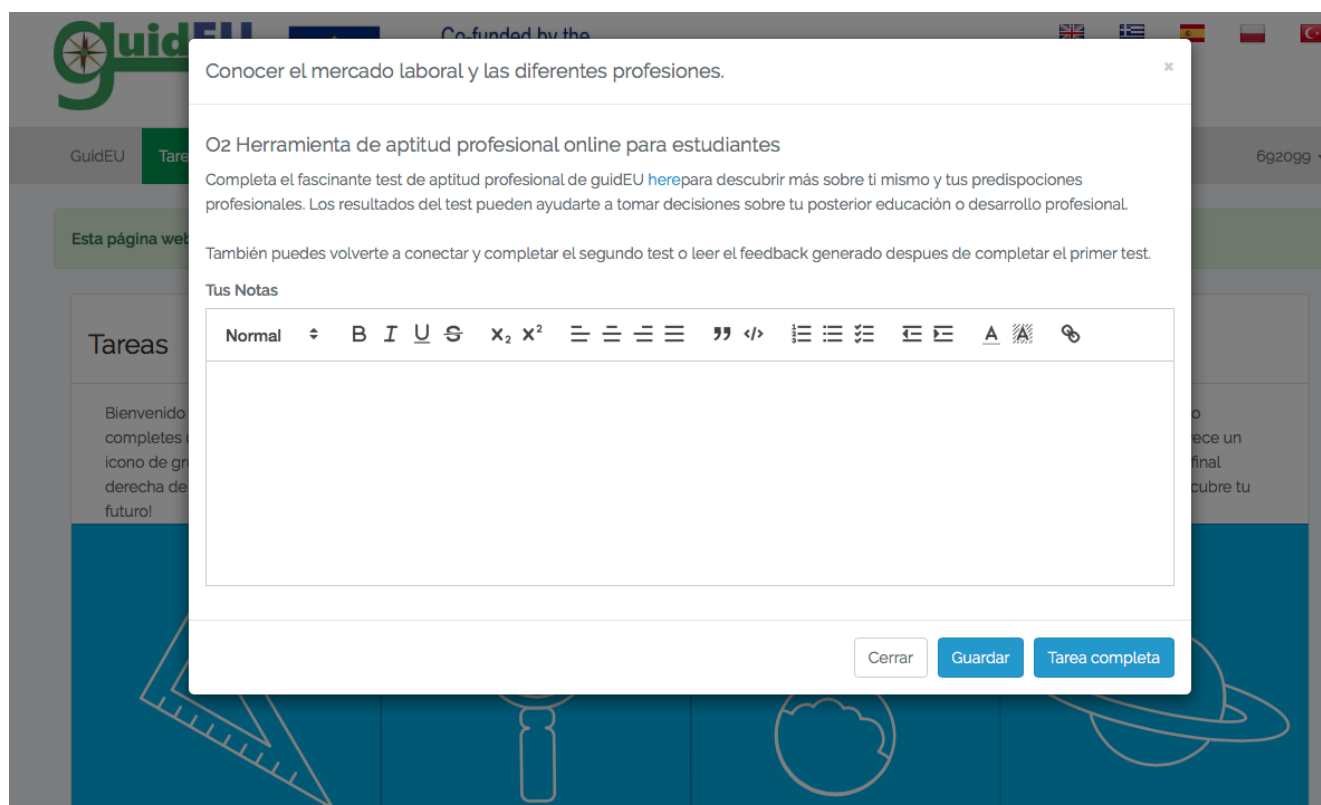 guidEU
Co-funded by the
Conocer el mercado laboral y las diferentes profesiones.
×
GuidEU
Tare
692099
O2 Herramienta de aptitud profesional online para estudiantes
Completa el fascinante test de aptitud profesional de guidEU herepara descubrir más sobre ti mismo y tus predispociones
profesionales. Los resultados del test pueden ayudarte a tomar decisiones sobre tu posterior educación o desarrollo profesional.
Esta página web
También puedes volverte a conectar y completar el segundo test o leer el feedback generado despues de completar el primer test.
Tus Notas
Normal B I U S X₂ X² A A
Tareas
Bienvenido o
completes ece un
icono de gr final
derecha de cubre tu
futuro!
Cerrar Guardar Tarea completa